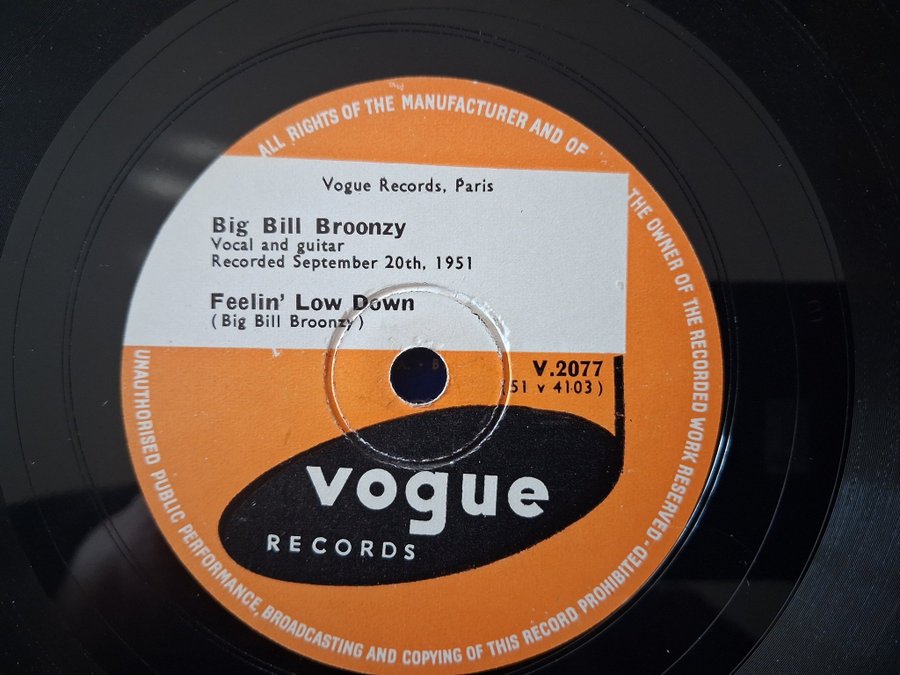 ALL RIGHTS OF THE MANUFACTURER AND OF
THE OWNER OF THE RECORDED WORK RESERVED -
UNAUTHORISED PUBLIC PERFORMANCE, BROADCASTING AND COPYING OF THIS RECORD PROHIBITED
Vogue Records, Paris
Big Bill Broonzy
Vocal and guitar
Recorded September 20th, 1951
Feelin' Low Down
( Big Bill Broonzy )
V.2077
(51 v 4103)
vogue
RECORDS